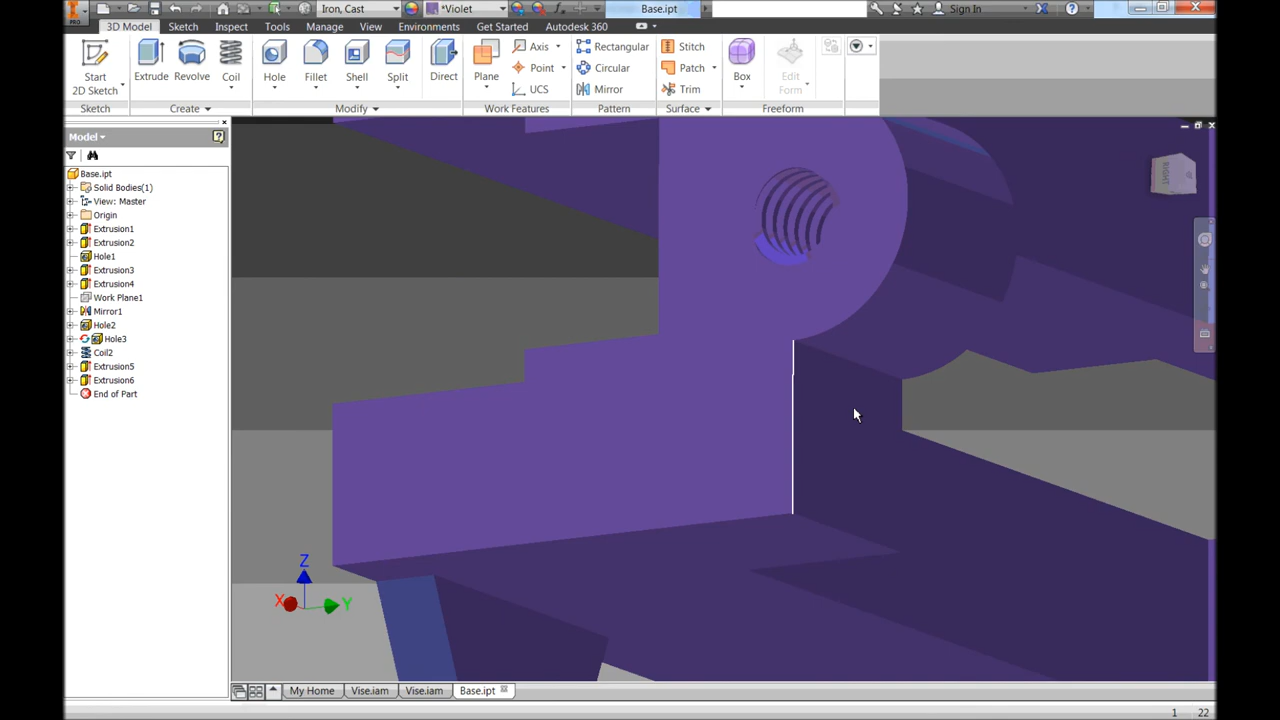 PRO
Iron, Cast
*Violet
Base.ipt
Sign In
3D Model Sketch Inspect Tools Manage View Environments Get Started Autodesk 360
Start
2D Sketch
Extrude Revolve Coil
Hole Fillet Shell Split Direct
Plane
Axis
Point
UCS
Rectangular
Circular
Mirror
Stitch
Patch
Trim
Box
Edit
Form
Sketch Create Modify Work Features Pattern Surface Freeform
Model
Base.ipt
Solid Bodies(1)
View: Master
Origin
Extrusion1
Extrusion2
Hole1
Extrusion3
Extrusion4
Work Plane1
Mirror1
Hole2
Hole3
Coil2
Extrusion5
Extrusion6
End of Part
RIGHT
Z
X
Y
My Home Vise.iam Vise.iam Base.ipt
1 22